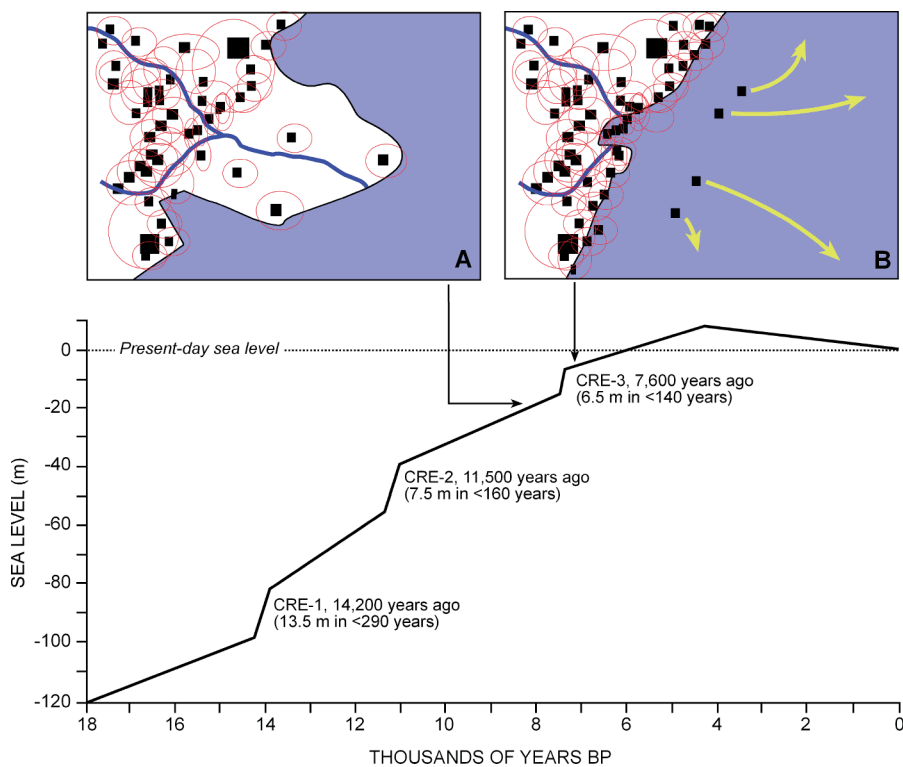 A
B
10
Present-day sea level
0
CRE-3, 7,600 years ago
(6.5 m in <140 years)
-20
-40
CRE-2, 11,500 years ago
(7.5 m in <160 years)
SEA LEVEL (m)
-60
-80
CRE-1, 14,200 years ago
(13.5 m in <290 years)
-100
-120
18 16 14 12 10 8 6 4 2 0
THOUSANDS OF YEARS BP